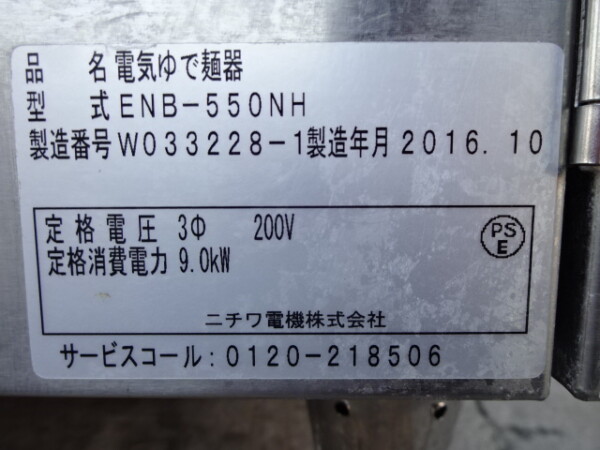 品　名 電気ゆで麺器
型　式 ENB-550NH
製造番号 W033228-1 製造年月 2016.10
定格電圧 3Φ 200V
PS
E
定格消費電力 9.0kW
ニチワ電機株式会社
サービスコール:0120-218506